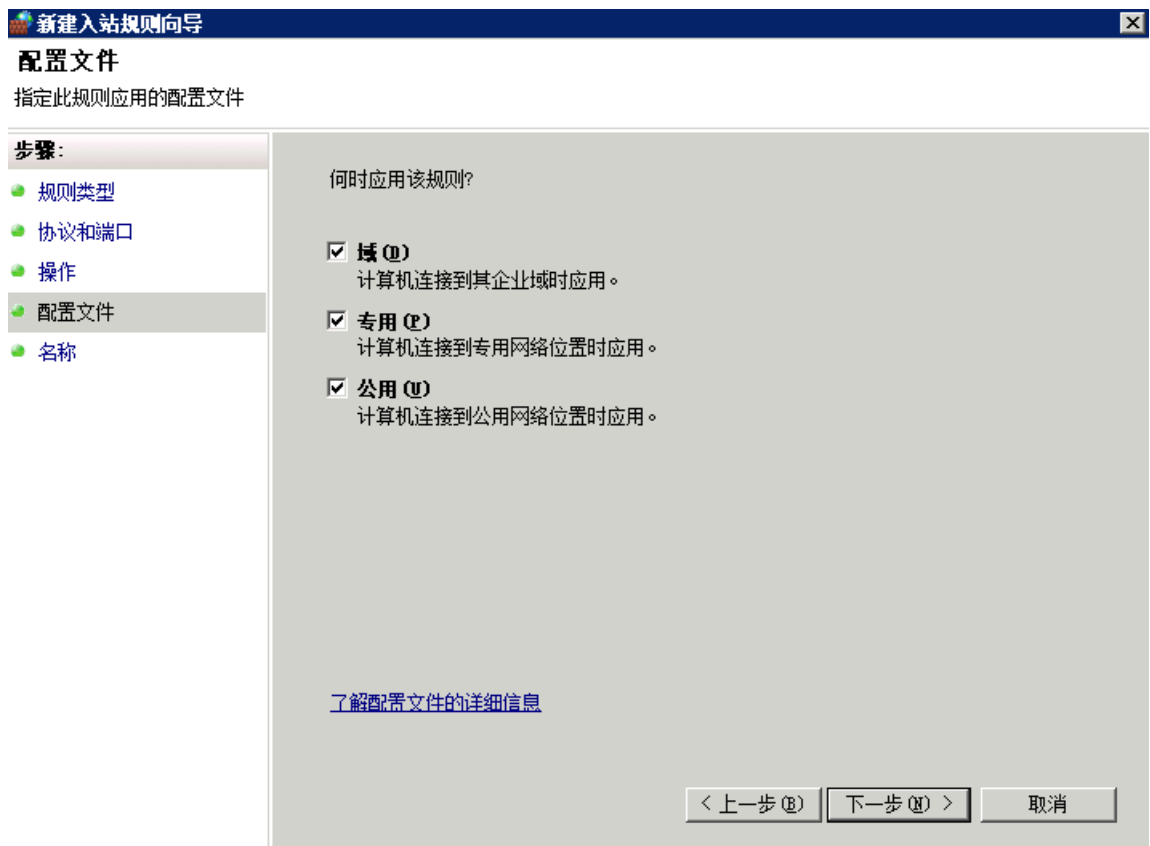 新建入站规则向导
配置文件
指定此规则应用的配置文件
步骤:
规则类型
协议和端口
操作
配置文件
名称
何时应用该规则?
域(D)
计算机连接到其企业域时应用。
专用(P)
计算机连接到专用网络位置时应用。
公用(U)
计算机连接到公用网络位置时应用。
了解配置文件的详细信息
< 上一步(B) 下一步(N) > 取消